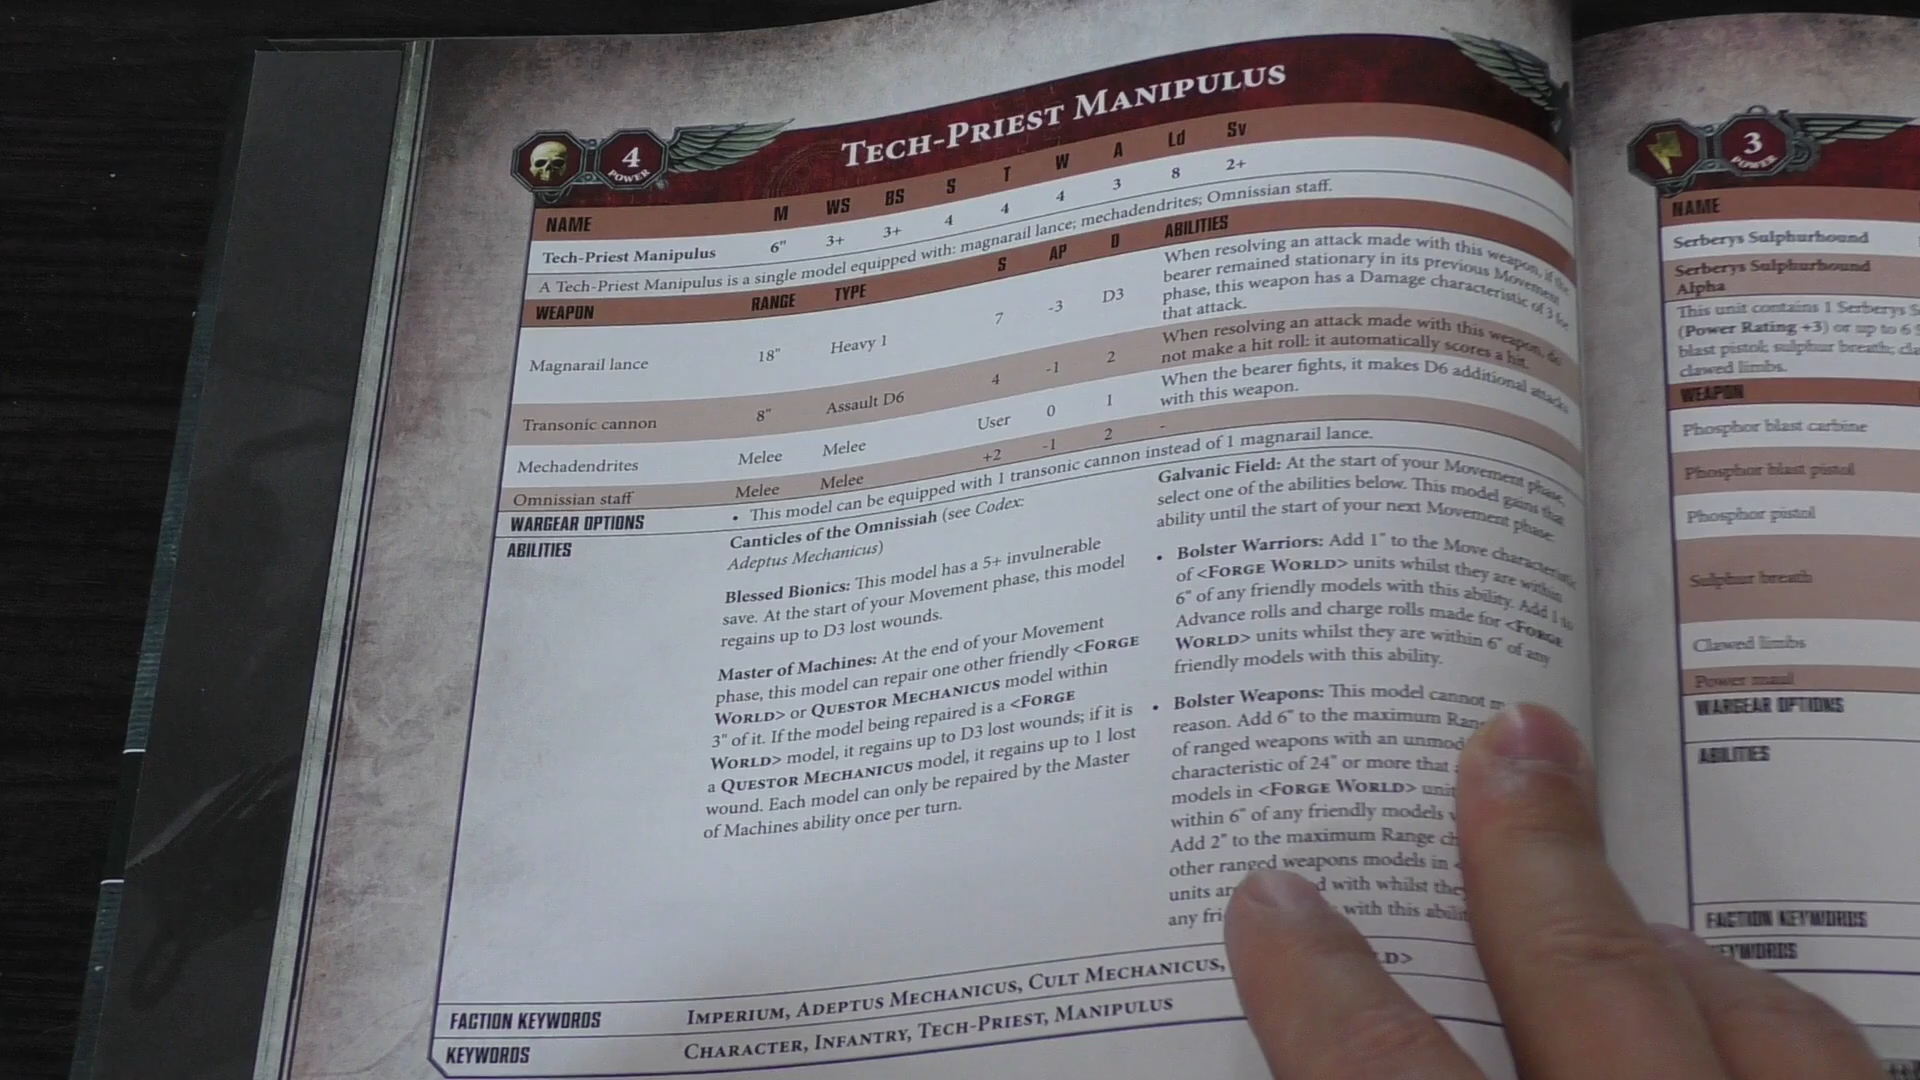 TECH-PRIEST MANIPULUS
4
POWER
NAME M WS BS S T W A Ld Sv
Tech-Priest Manipulus 6" 3+ 3+ 4 4 4 3 8 2+
A Tech-Priest Manipulus is a single model equipped with: magnarail lance; mechadendrites; Omnissian staff.
WEAPON RANGE TYPE S AP D ABILITIES
Magnarail lance 18" Heavy 1 7 -3 D3
When resolving an attack made with this weapon, if the
bearer remained stationary in its previous Movement
phase, this weapon has a Damage characteristic of 3 for
that attack.
Transonic cannon 8" Assault D6 4 -1 2
When resolving an attack made with this weapon, do
not make a hit roll: it automatically scores a hit.
Mechadendrites Melee Melee User 0 1
When the bearer fights, it makes D6 additional attacks
with this weapon.
Omnissian staff Melee Melee +2 -1 2 -
WARGEAR OPTIONS • This model can be equipped with 1 transonic cannon instead of 1 magnarail lance.
ABILITIES
Canticles of the Omnissiah (see Codex:
Adeptus Mechanicus)
Blessed Bionics: This model has a 5+ invulnerable
save. At the start of your Movement phase, this model
regains up to D3 lost wounds.
Master of Machines: At the end of your Movement
phase, this model can repair one other friendly <FORGE
WORLD> or QUESTOR MECHANICUS model within
3" of it. If the model being repaired is a <FORGE
WORLD> model, it regains up to D3 lost wounds; if it is
a QUESTOR MECHANICUS model, it regains up to 1 lost
wound. Each model can only be repaired by the Master
of Machines ability once per turn.
Galvanic Field: At the start of your Movement phase,
select one of the abilities below. This model gains that
ability until the start of your next Movement phase:
• Bolster Warriors: Add 1" to the Move characteristic
of <FORGE WORLD> units whilst they are within
6" of any friendly models with this ability. Add 1 to
Advance rolls and charge rolls made for <FORGE
WORLD> units whilst they are within 6" of any
friendly models with this ability.
• Bolster Weapons: This model cannot
reason. Add 6" to the maximum
of ranged weapons with an
characteristic of 24" or more that
models in <FORGE WORLD>
within 6" of any friendly models
Add 2" to the maximum Range
other ranged weapons models in
units with whilst
any with this
FACTION KEYWORDS IMPERIUM, ADEPTUS MECHANICUS, CULT MECHANICUS,
KEYWORDS CHARACTER, INFANTRY, TECH-PRIEST, MANIPULUS
3
POWER
NAME
Serberys Sulphurhound
Serberys Sulphurhound
Alpha
This unit contains 1 Serberys
(Power Rating +3) or up to 6
blast pistol; sulphur breath;
clawed limbs.
WEAPON
Phosphor blast carbine
Phosphor blast pistol
Phosphor pistol
Sulphur breath
Clawed limbs
Power maul
WARGEAR OPTIONS
ABILITIES
FACTION KEYWORDS